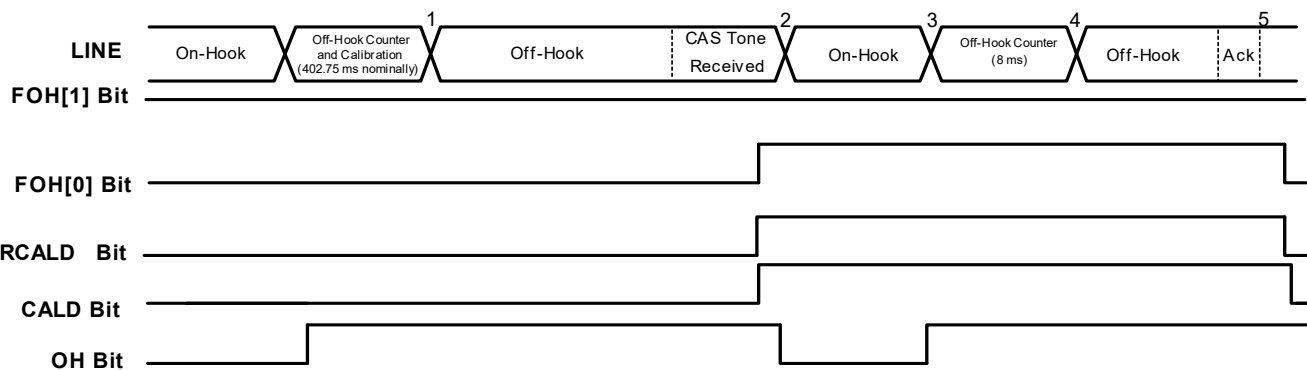 1 2 3 4 5
LINE
On-Hook
Off-Hook Counter
and Calibration
(402.75 ms nominally)
Off-Hook
CAS Tone
Received
On-Hook
Off-Hook Counter
(8 ms)
Off-Hook
Ack
FOH[1] Bit
FOH[0] Bit
RCALD Bit
CALD Bit
OH Bit